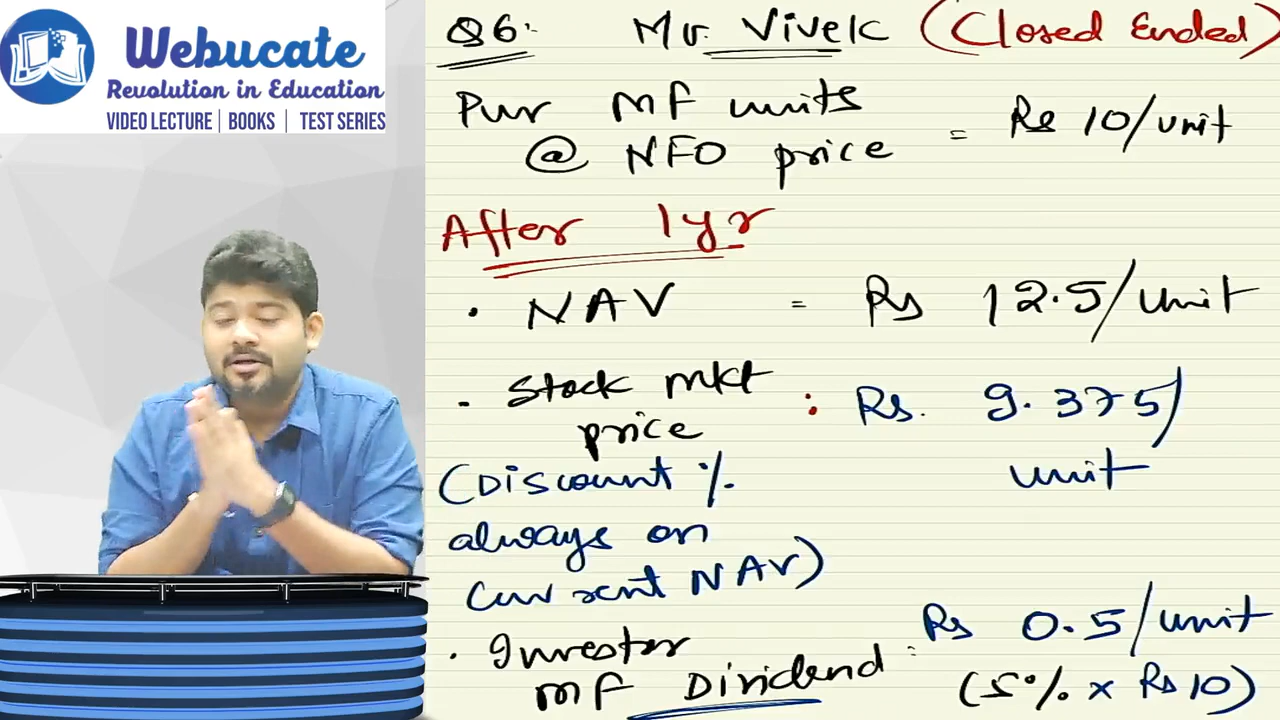 Webucate
Revolution in Education
VIDEO LECTURE | BOOKS | TEST SERIES
Q6: Mr. Vivek (Closed Ended)
Pur MF units
@ NFO price = Rs 10/unit
After 1yr
• NAV = Rs 12.5/unit
• Stock mkt price : Rs. 9.375/unit
(Discount %
always on
current NAV)
• Investor
MF Dividend = Rs 0.5/unit
(5% x Rs 10)